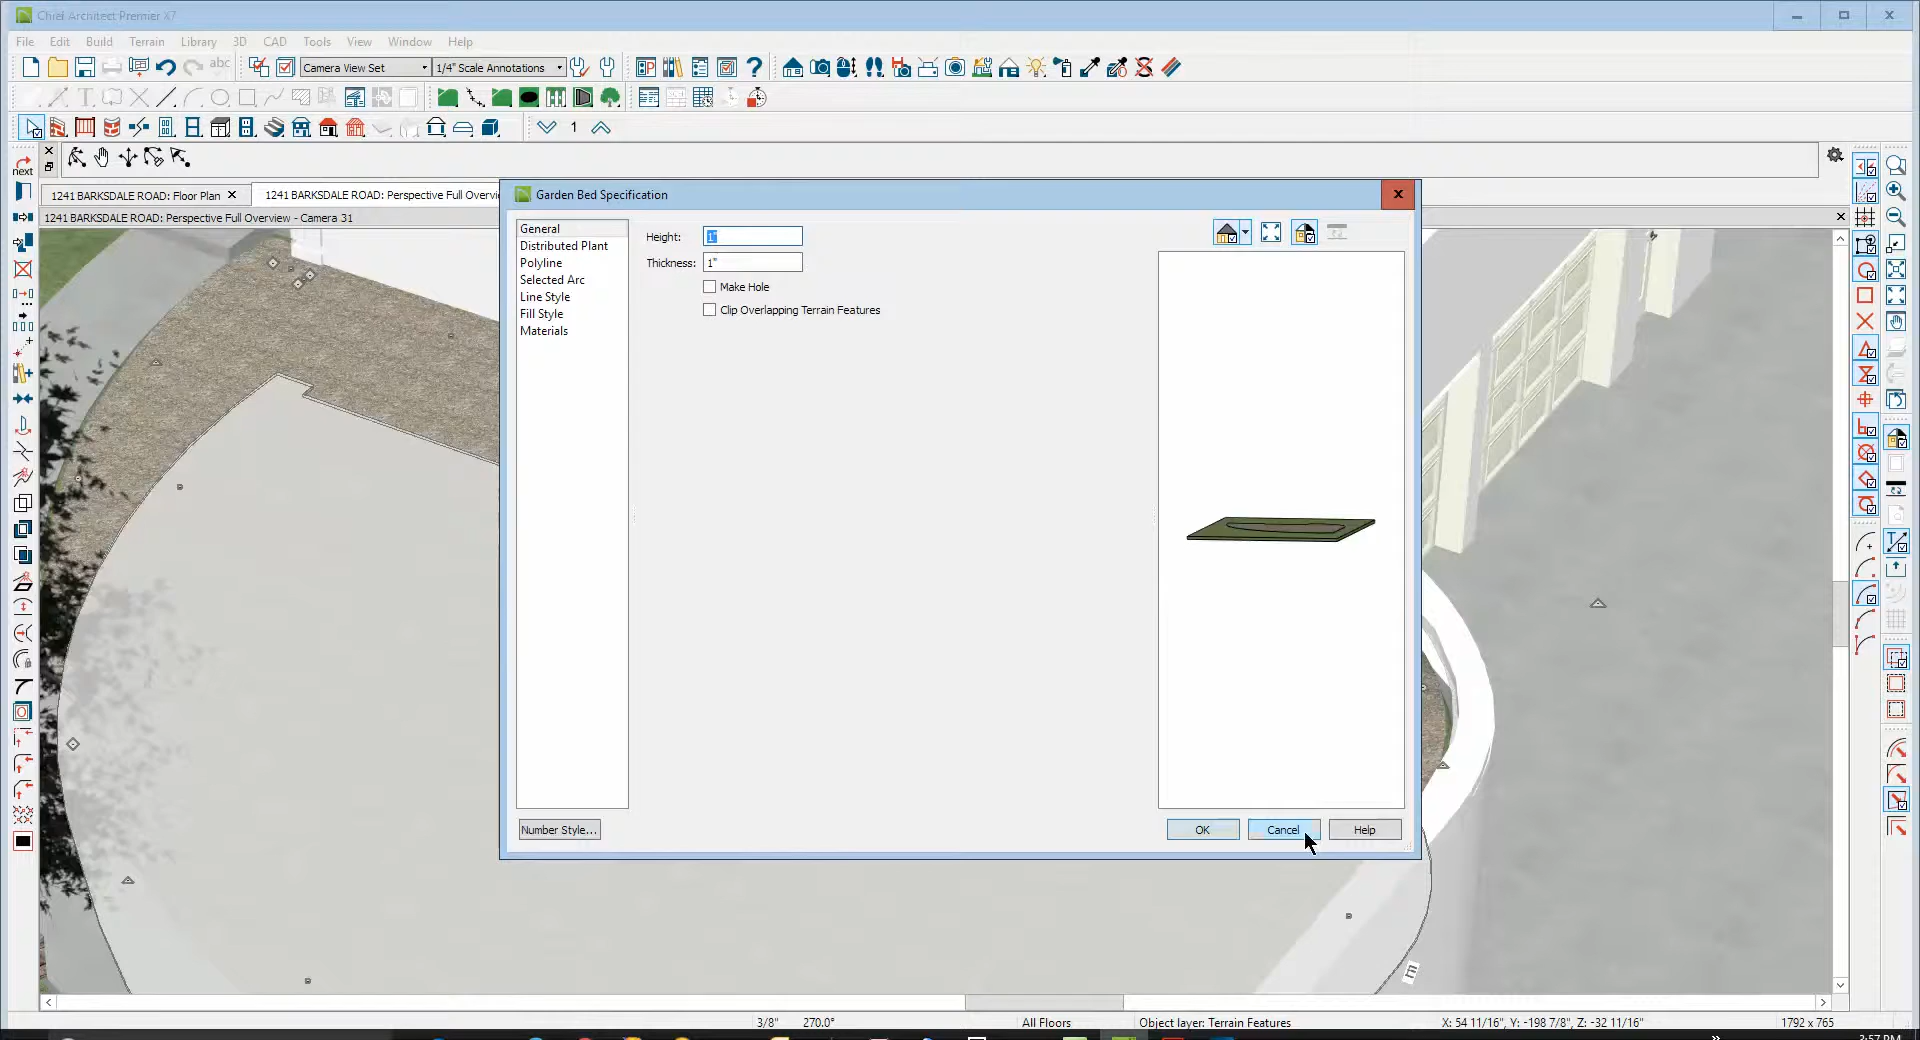 Chief Architect Premier X7
File Edit Build Terrain Library 3D CAD Tools View Window Help
abc Camera View Set 1/4" Scale Annotations
1
next
1241 BARKSDALE ROAD: Floor Plan
1241 BARKSDALE ROAD: Perspective Full Overvi
1241 BARKSDALE ROAD: Perspective Full Overview - Camera 31
Garden Bed Specification
General
Distributed Plant
Polyline
Selected Arc
Line Style
Fill Style
Materials
Height: 1"
Thickness: 1"
Make Hole
Clip Overlapping Terrain Features
Number Style...
OK
Cancel
Help
3/8" 270.0° All Floors Object layer: Terrain Features X: 54 11/16", Y: -198 7/8", Z: -32 11/16" 1792 x 765